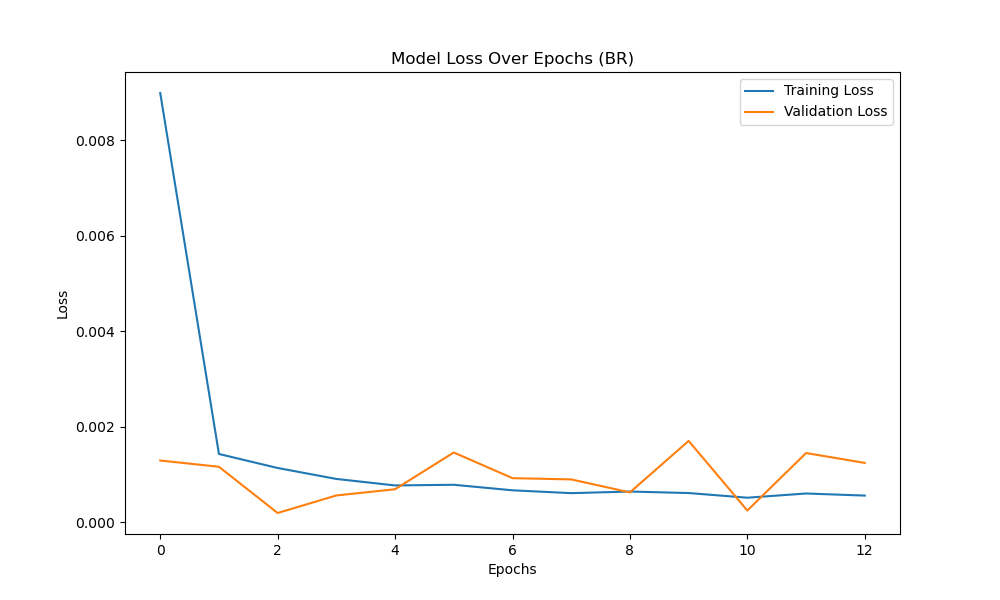 Model Loss Over Epochs (BR)
Training Loss
Validation Loss
0.008
0.006
0.004
0.002
0.000
Loss
0 2 4 6 8 10 12
Epochs